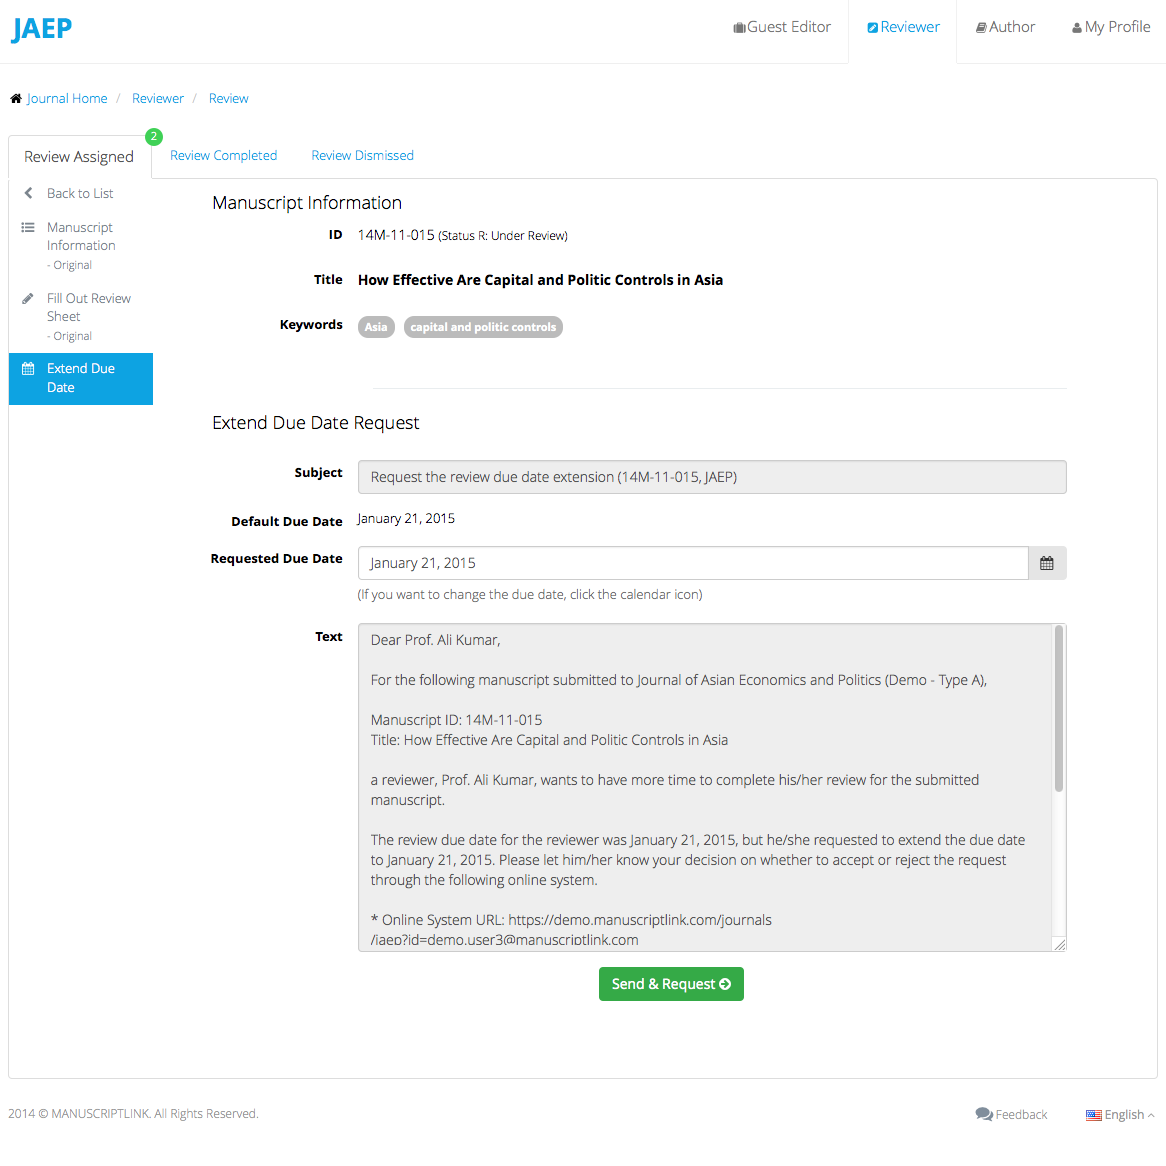 JAEP
Guest Editor
Reviewer
Author
My Profile
Journal Home / Reviewer / Review
Review Assigned
2
Review Completed
Review Dismissed
Back to List
Manuscript
Information
- Original
Fill Out Review
Sheet
- Original
Extend Due
Date
Manuscript Information
ID 14M-11-015 (Status R: Under Review)
Title How Effective Are Capital and Politic Controls in Asia
Keywords Asia capital and politic controls
Extend Due Date Request
Subject Request the review due date extension (14M-11-015, JAEP)
Default Due Date January 21, 2015
Requested Due Date January 21, 2015
(If you want to change the due date, click the calendar icon)
Text
Dear Prof. Ali Kumar,
For the following manuscript submitted to Journal of Asian Economics and Politics (Demo - Type A),
Manuscript ID: 14M-11-015
Title: How Effective Are Capital and Politic Controls in Asia
a reviewer, Prof. Ali Kumar, wants to have more time to complete his/her review for the submitted
manuscript.
The review due date for the reviewer was January 21, 2015, but he/she requested to extend the due date
to January 21, 2015. Please let him/her know your decision on whether to accept or reject the request
through the following online system.
* Online System URL: https://demo.manuscriptlink.com/journals
/jaep?id=demo.user3@manuscriptlink.com
Send & Request
2014 © MANUSCRIPTLINK. All Rights Reserved.
Feedback
English